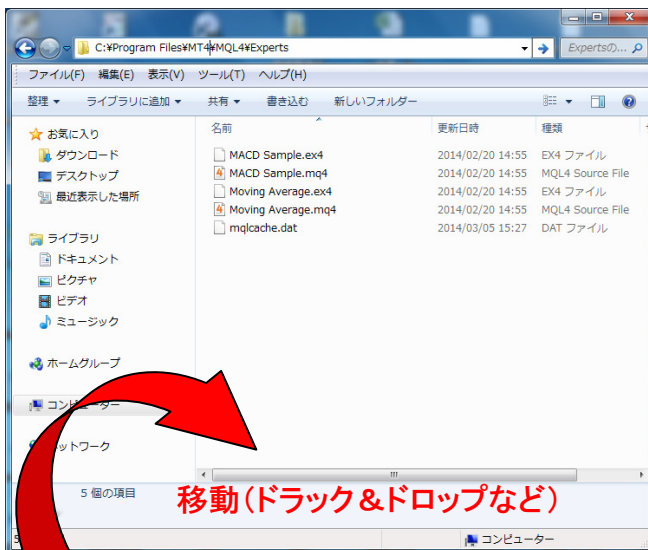 C:¥Program Files¥MT4¥MQL4¥Experts
Expertsの...
ファイル(F) 編集(E) 表示(V) ツール(T) ヘルプ(H)
整理 ライブラリに追加 共有 書き込む 新しいフォルダー
お気に入り
ダウンロード
デスクトップ
最近表示した場所
ライブラリ
ドキュメント
ピクチャ
ビデオ
ミュージック
ホームグループ
コンピューター
ットワーク
名前 更新日時 種類
MACD Sample.ex4 2014/02/20 14:55 EX4 ファイル
MACD Sample.mq4 2014/02/20 14:55 MQL4 Source File
Moving Average.ex4 2014/02/20 14:55 EX4 ファイル
Moving Average.mq4 2014/02/20 14:55 MQL4 Source File
mqlcache.dat 2014/03/05 15:27 DAT ファイル
5 個の項目
移動(ドラック&ドロップなど)
5
コンピューター